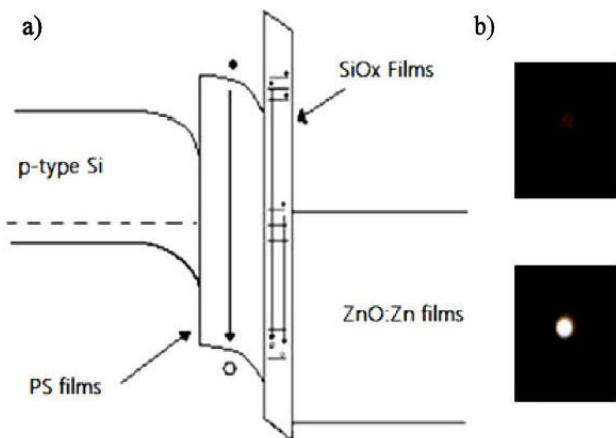 a)
b)
SiOx Films
p-type Si
ZnO:Zn films
PS films